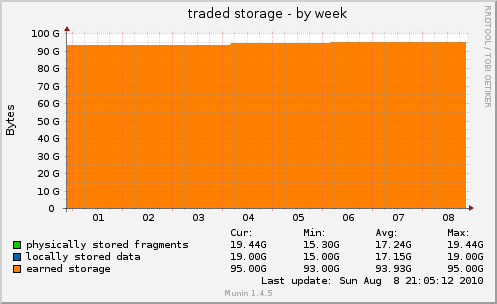 traded storage - by week
RRDTOOL / TOBI OETIKER
Bytes
100 G
90 G
80 G
70 G
60 G
50 G
40 G
30 G
20 G
10 G
0
01 02 03 04 05 06 07 08
Cur: Min: Avg: Max:
physically stored fragments 19.44G 15.30G 17.24G 19.44G
locally stored data 19.00G 15.00G 17.15G 19.00G
earned storage 95.00G 93.00G 93.93G 95.00G
Last update: Sun Aug 8 21:05:12 2010
Munin 1.4.5